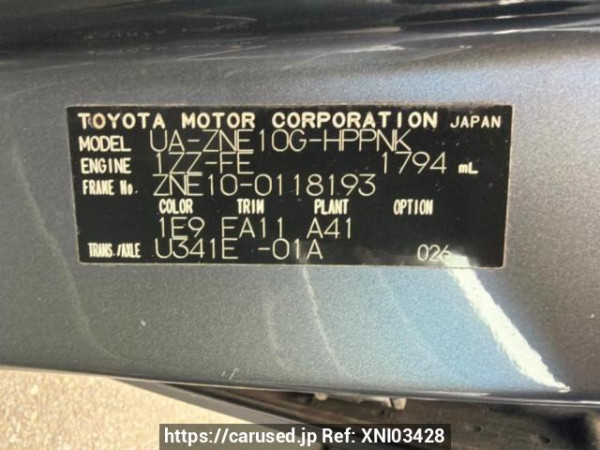 TOYOTA MOTOR CORPORATION JAPAN
MODEL UA-ZNE10G-HPPNK
ENGINE 1ZZ-FE 1794 mL
FRAME No. ZNE10-0118193
COLOR TRIM PLANT OPTION
1E9 EA11 A41
TRANS./AXLE U341E -01A 026
https://carused.jp Ref: XNI03428